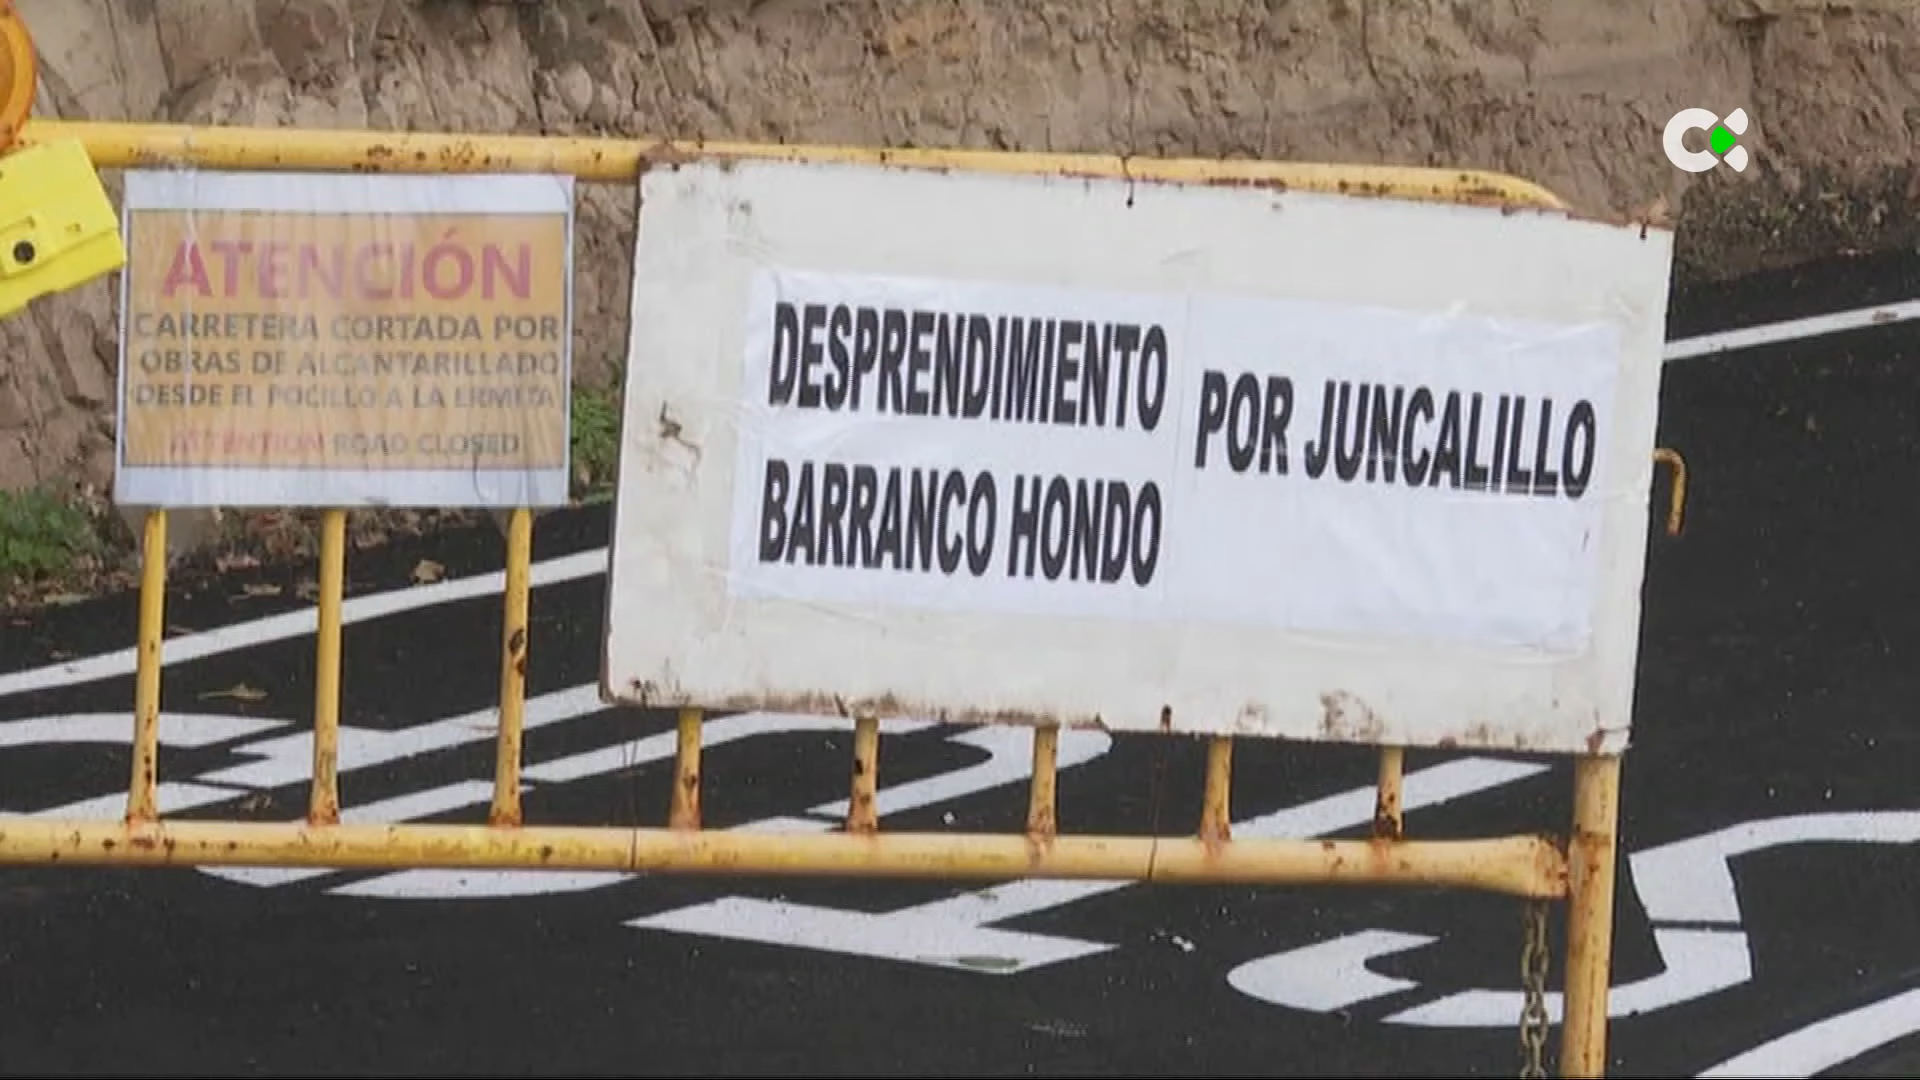 ATENCIÓN
CARRETERA CORTADA POR
OBRAS DE ALCANTARILLADO
DESDE EL POCILLO A LA ERMITA
ATTENTION ROAD CLOSED
DESPRENDIMIENTO
BARRANCO HONDO
POR JUNCALILLO